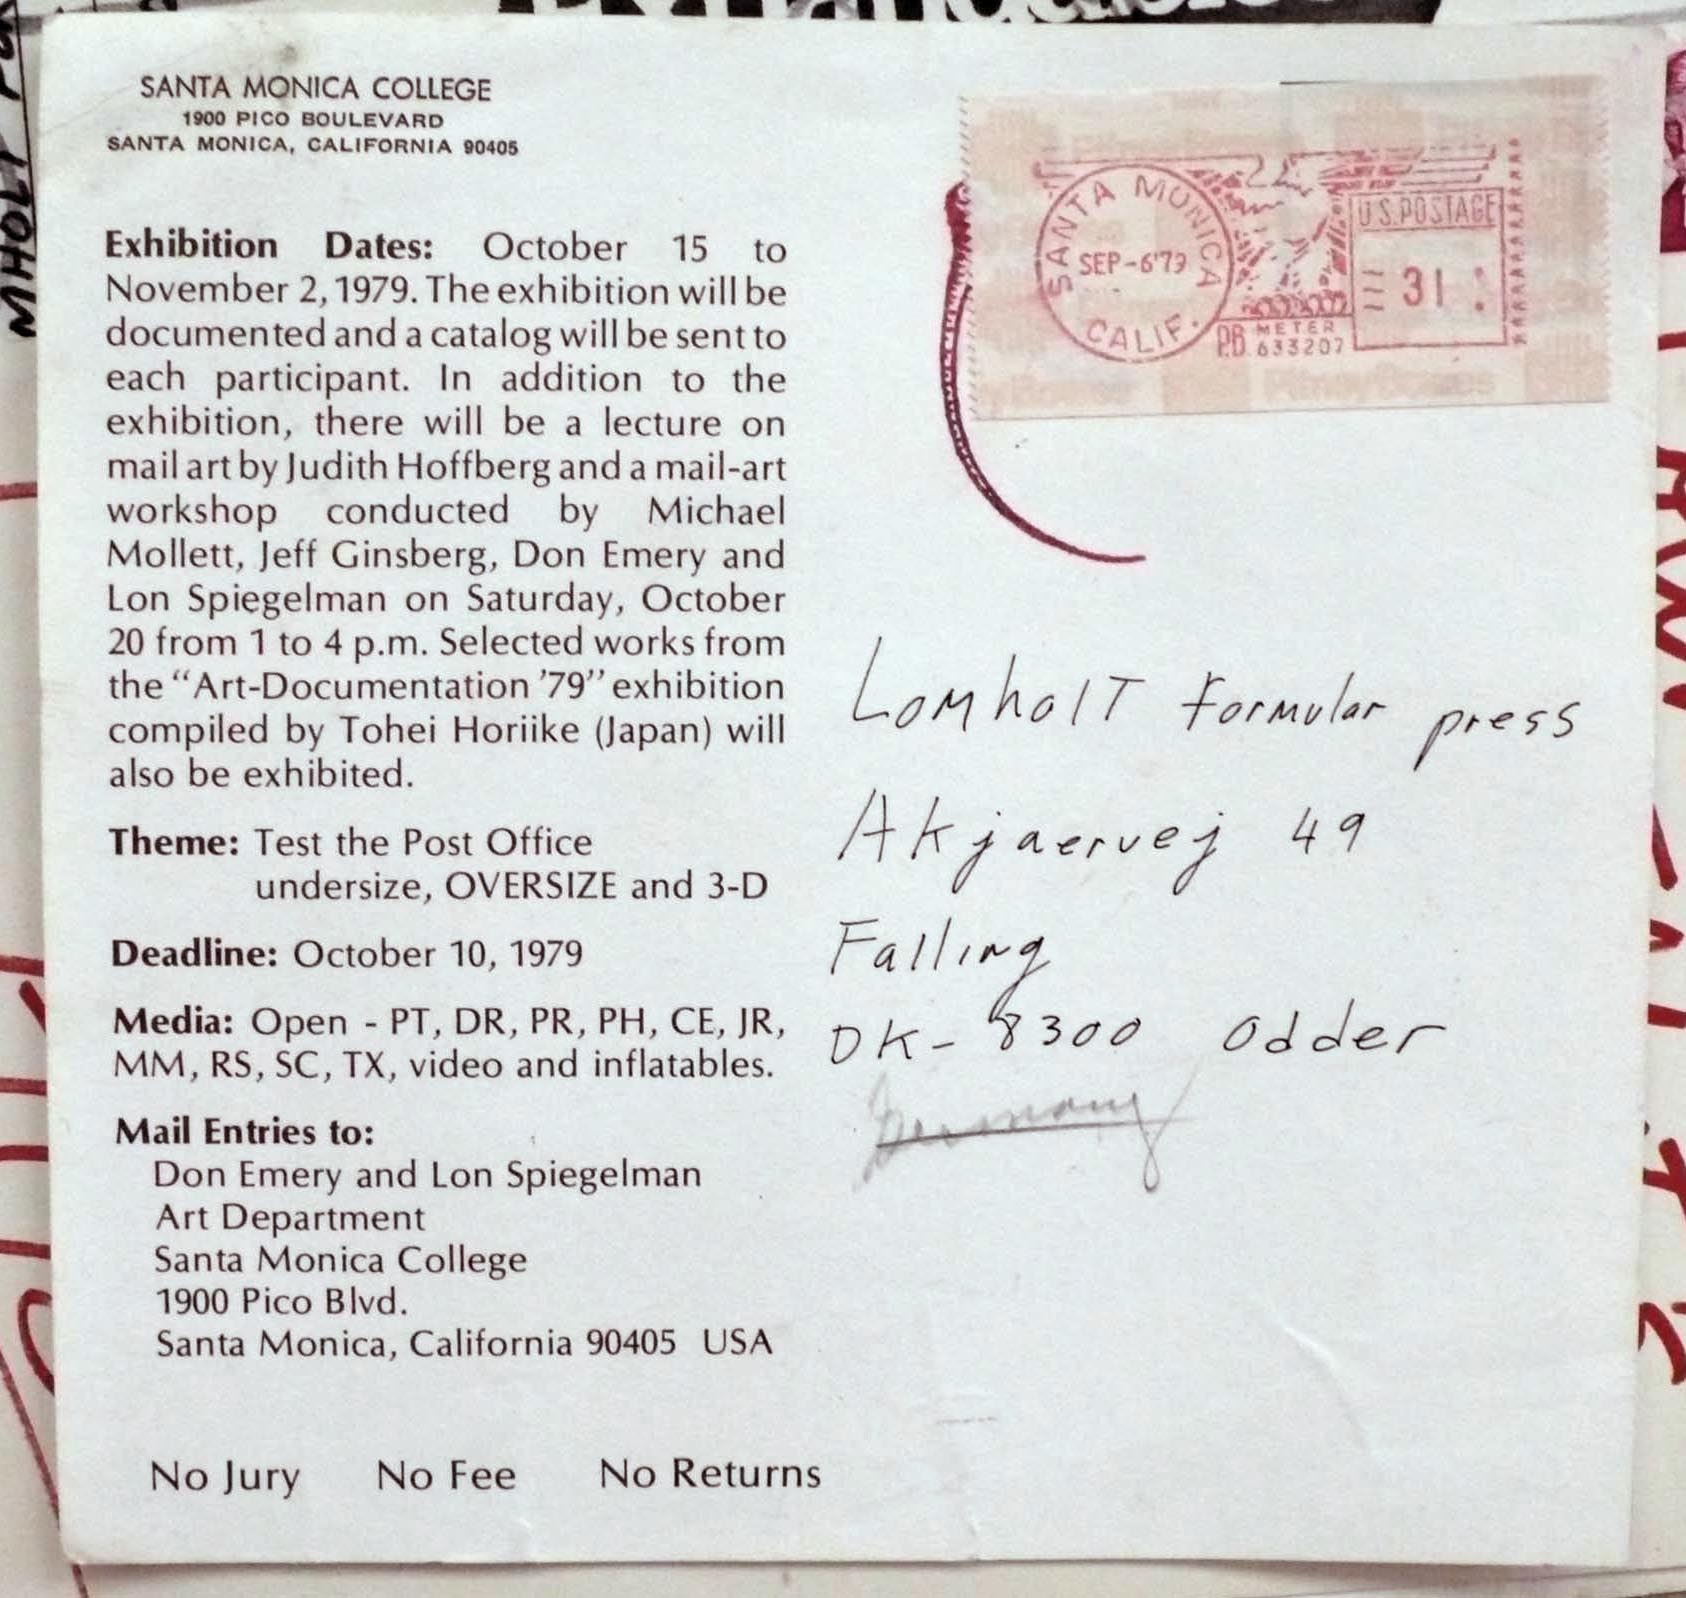 SANTA MONICA COLLEGE
1900 PICO BOULEVARD
SANTA MONICA, CALIFORNIA 90405
Exhibition Dates: October 15 to
November 2, 1979. The exhibition will be
documented and a catalog will be sent to
each participant. In addition to the
exhibition, there will be a lecture on
mail art by Judith Hoffberg and a mail-art
workshop conducted by Michael
Mollett, Jeff Ginsberg, Don Emery and
Lon Spiegelman on Saturday, October
20 from 1 to 4 p.m. Selected works from
the "Art-Documentation '79" exhibition
compiled by Tohei Horiike (Japan) will
also be exhibited.
Theme: Test the Post Office
undersize, OVERSIZE and 3-D
Deadline: October 10, 1979
Media: Open - PT, DR, PR, PH, CE, JR,
MM, RS, SC, TX, video and inflatables.
Mail Entries to:
Don Emery and Lon Spiegelman
Art Department
Santa Monica College
1900 Pico Blvd.
Santa Monica, California 90405 USA
No Jury No Fee No Returns
SANTA MONICA
SEP-6'79
CALIF.
U.S. POSTAGE
31
P.B. METER
633207
Pitney Bowes
Lomholt Formular press
Akjaervej 49
Falling
DK-8300 Odder
Germany
MHOLT